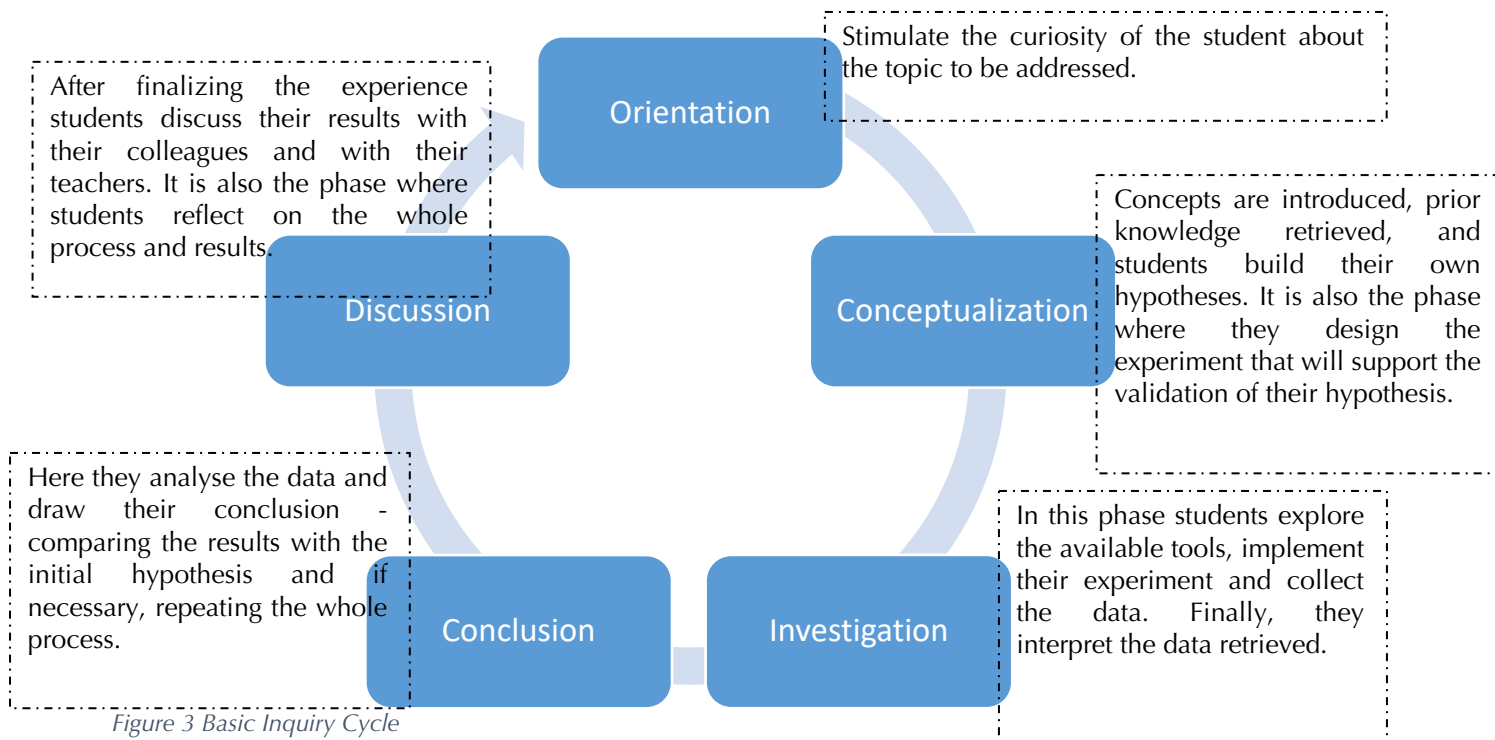 Orientation
Stimulate the curiosity of the student about
the topic to be addressed.
Conceptualization
Concepts are introduced, prior
knowledge retrieved, and
students build their own
hypotheses. It is also the phase
where they design the
experiment that will support the
validation of their hypothesis.
Investigation
In this phase students explore
the available tools, implement
their experiment and collect
the data. Finally, they
interpret the data retrieved.
Conclusion
Here they analyse the data and
draw their conclusion -
comparing the results with the
initial hypothesis and if
necessary, repeating the whole
process.
Discussion
After finalizing the experience
students discuss their results with
their colleagues and with their
teachers. It is also the phase where
students reflect on the whole
process and results.
Figure 3 Basic Inquiry Cycle